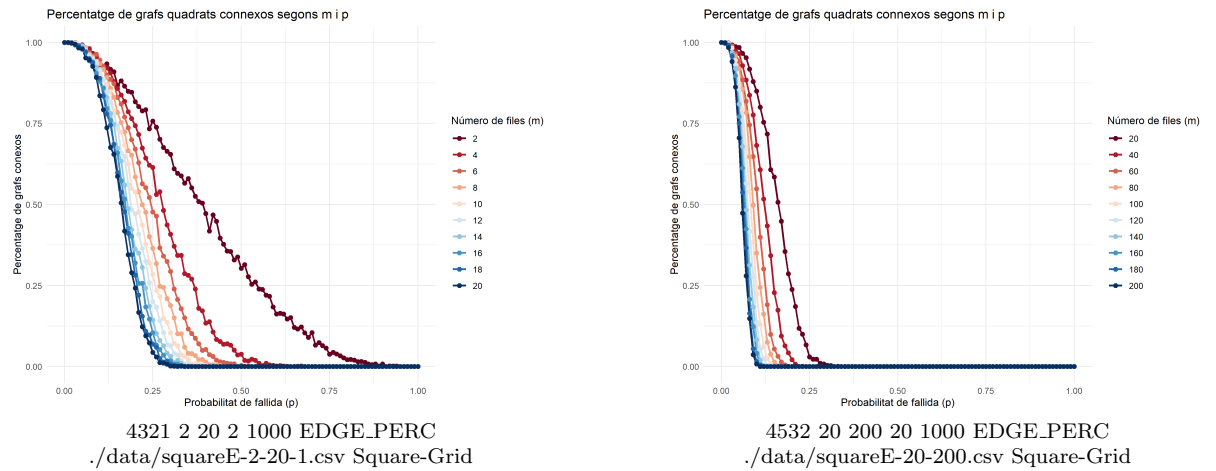 Percentatge de grafs quadrats connexos segons m i p
Percentatge de grafs connexos
1.00
0.75
0.50
0.25
0.00
0.00 0.25 0.50 0.75 1.00
Probabilitat de fallida (p)
Número de files (m)
2
4
6
8
10
12
14
16
18
20
4321 2 20 2 1000 EDGE_PERC
./data/squareE-2-20-1.csv Square-Grid
Percentatge de grafs quadrats connexos segons m i p
Percentatge de grafs connexos
1.00
0.75
0.50
0.25
0.00
0.00 0.25 0.50 0.75 1.00
Probabilitat de fallida (p)
Número de files (m)
20
40
60
80
100
120
140
160
180
200
4532 20 200 20 1000 EDGE_PERC
./data/squareE-20-200.csv Square-Grid